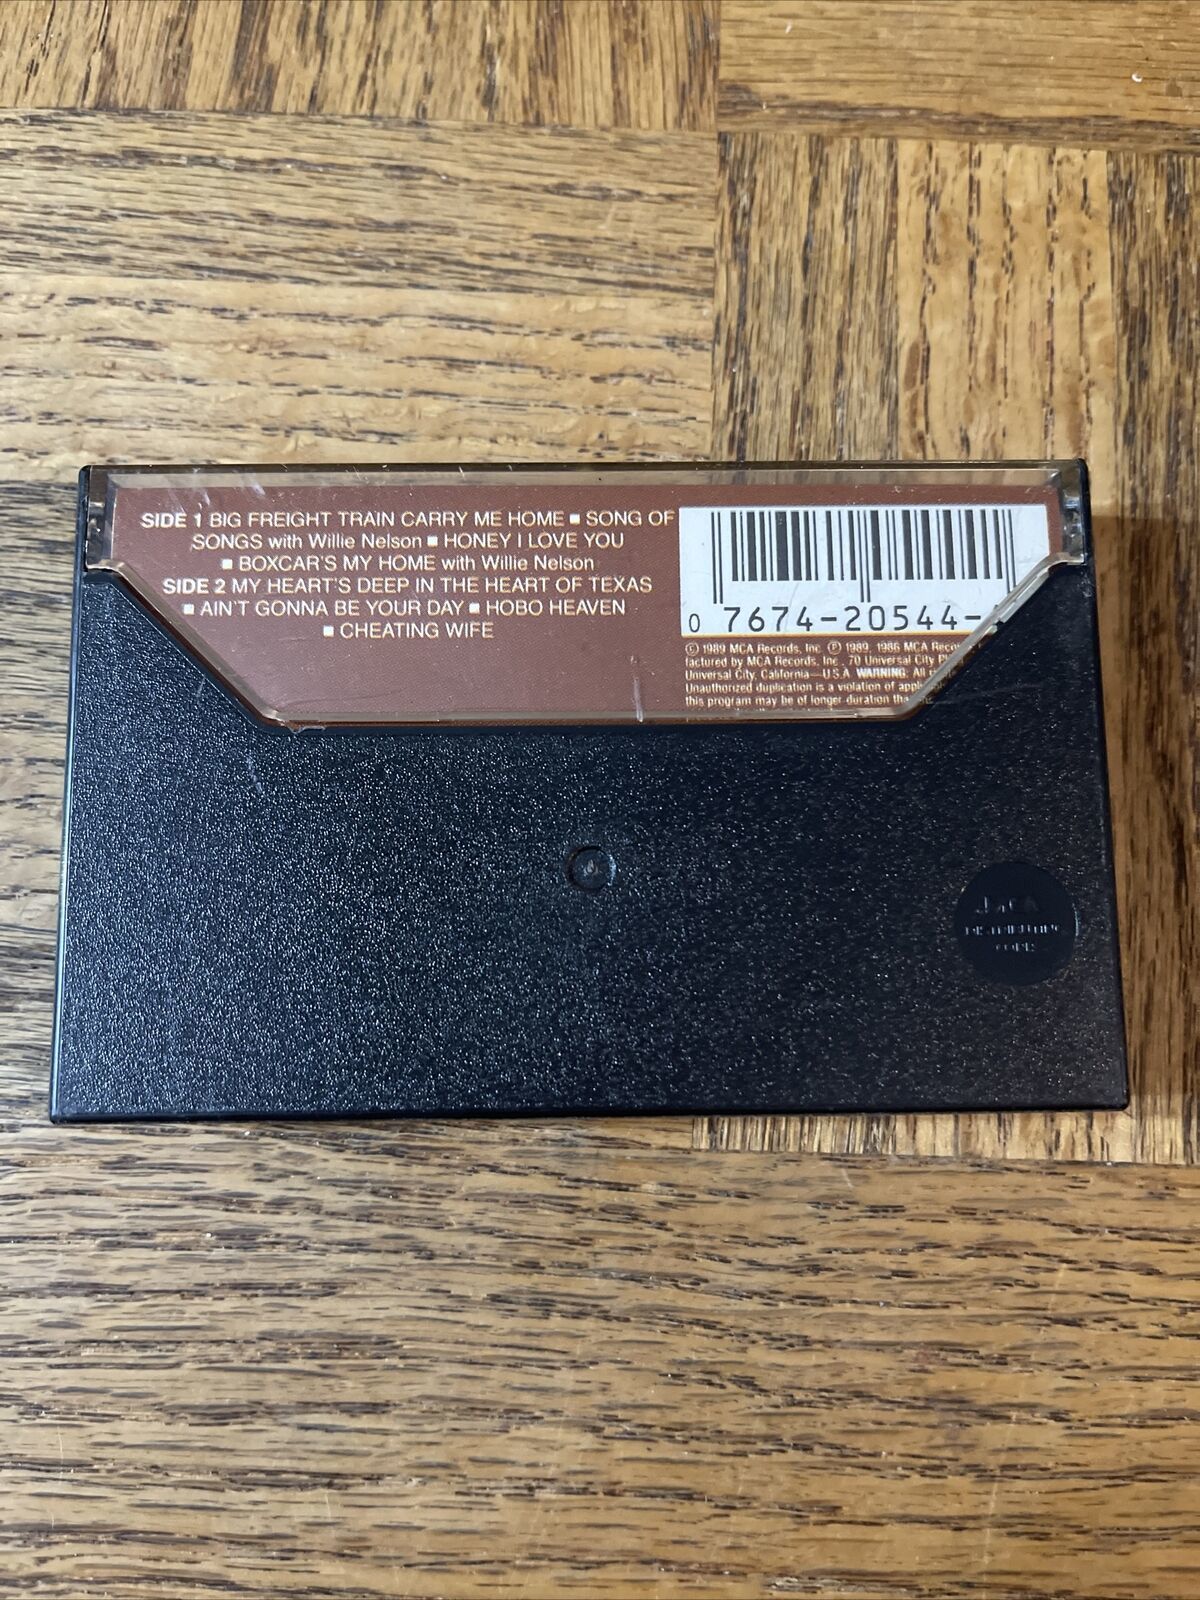 SIDE 1 BIG FREIGHT TRAIN CARRY ME HOME ■ SONG OF
SONGS with Willie Nelson ■ HONEY I LOVE YOU
■ BOXCAR'S MY HOME with Willie Nelson
SIDE 2 MY HEART'S DEEP IN THE HEART OF TEXAS
■ AIN'T GONNA BE YOUR DAY ■ HOBO HEAVEN
■ CHEATING WIFE
0 7674-20544-
© 1989 MCA Records, Inc. ℗ 1989, 1986 MCA
factured by MCA Records, Inc., 70 Universal City
Universal City, California—U.S.A. WARNING: All
Unauthorized duplication is a violation of
this program may be of longer duration
DISTRIBUTING
CORP.